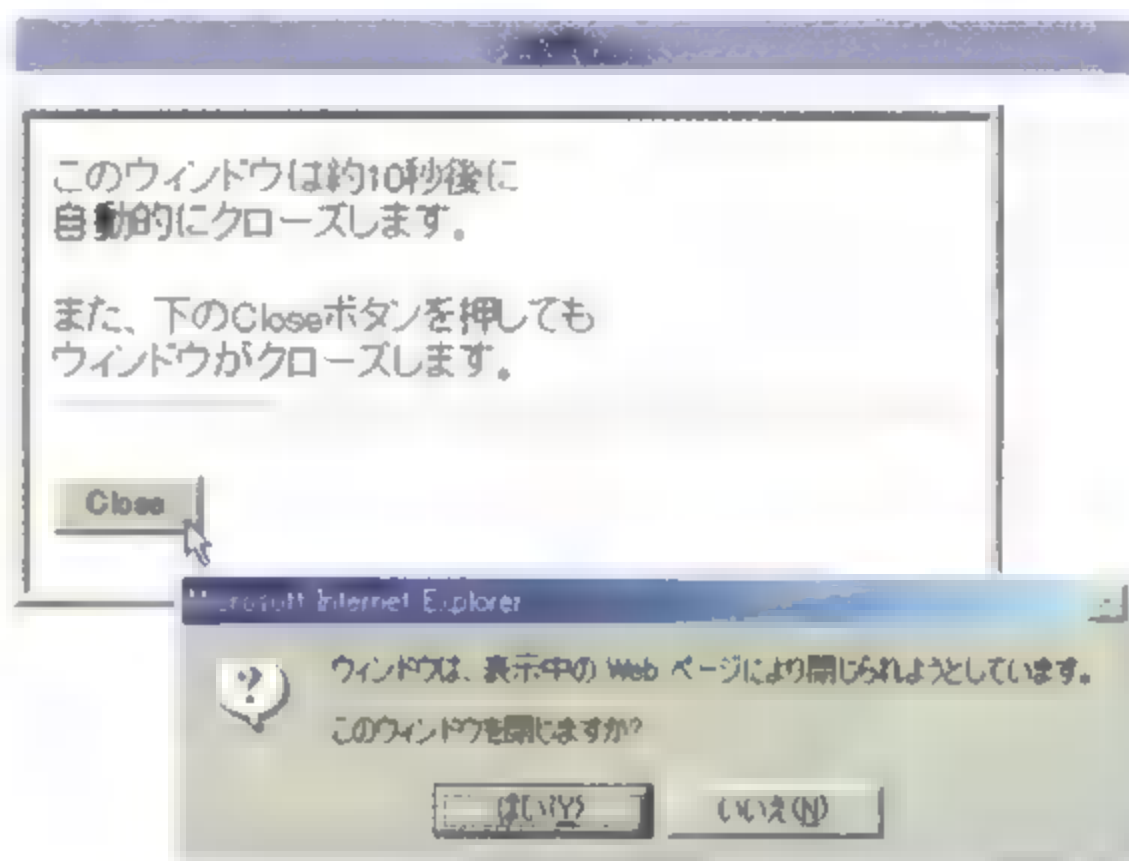 このウィンドウは約10秒後に
自動的にクローズします。
また、下のCloseボタンを押しても
ウィンドウがクローズします。
Close
Microsoft Internet Explorer
ウィンドウは、表示中の Web ページにより閉じられようとしています。
このウィンドウを閉じますか?
はい(Y)
いいえ(N)